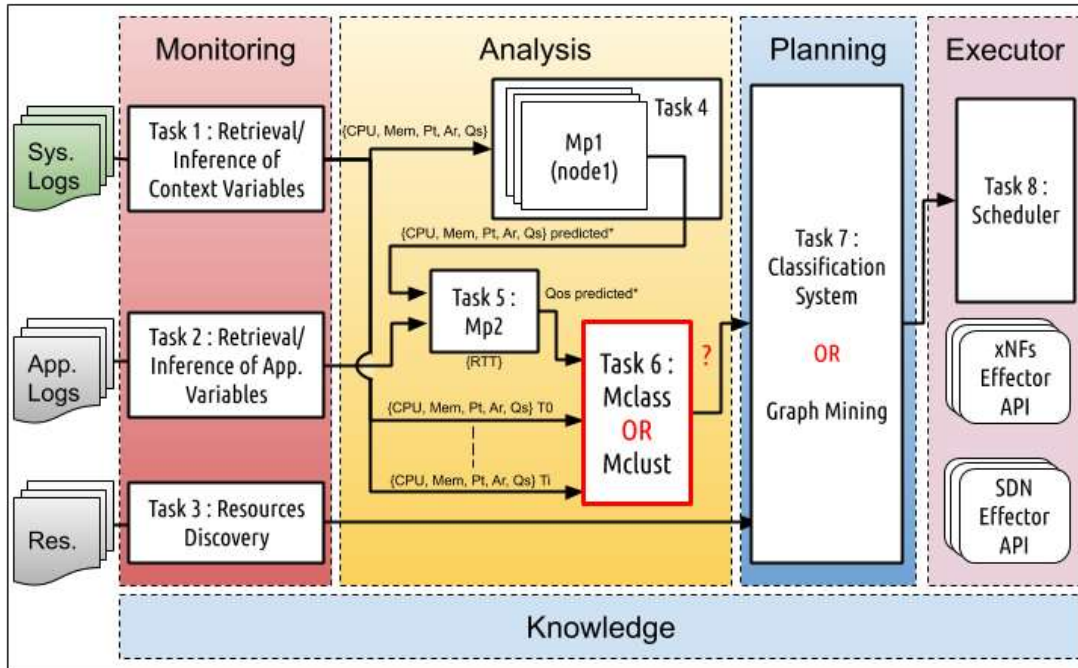 Monitoring
Analysis
Planning
Executor
Sys.
Logs
Task 1 : Retrieval/
Inference of
Context Variables
{CPU, Mem, Pt, Ar, Qs}
Task 4
Mp1
(node1)
{CPU, Mem, Pt, Ar, Qs} predicted*
Task 5 :
Mp2
Qos predicted*
{RTT}
App.
Logs
Task 2 : Retrieval/
Inference of App.
Variables
{CPU, Mem, Pt, Ar, Qs} T0
{CPU, Mem, Pt, Ar, Qs} Ti
Task 6 :
Mclass
OR
Mclust
?
Res.
Task 3 : Resources
Discovery
Task 7 :
Classification
System
OR
Graph Mining
Task 8 :
Scheduler
xNFs
Effector
API
SDN
Effector
API
Knowledge